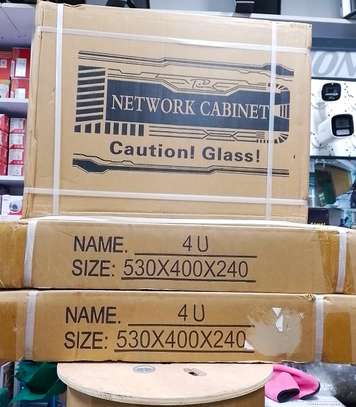 NETWORK CABINET
Caution! Glass!
NAME. 4U
SIZE: 530X400X240
NAME. 4U
SIZE: 530X400X240